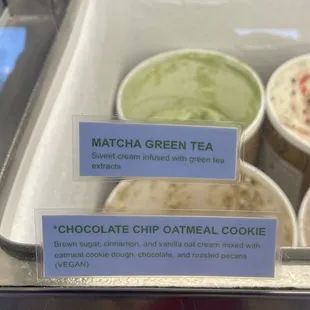 MATCHA GREEN TEA
Sweet cream infused with green tea
extracts
*CHOCOLATE CHIP OATMEAL COOKIE
Brown sugar, cinnamon, and vanilla oat cream mixed with
oatmeal cookie dough, chocolate, and roasted pecans
(VEGAN)